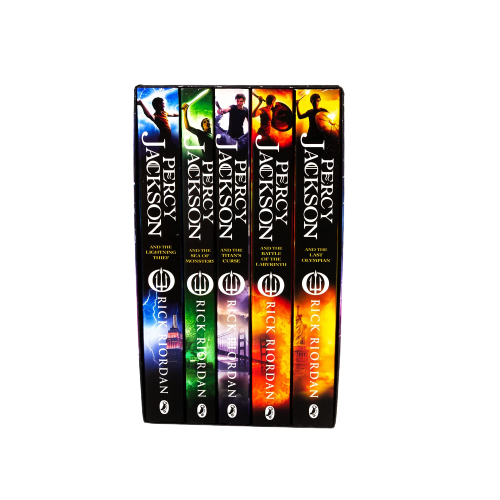 PERCY
JACKSON
AND THE
LIGHTNING
THIEF
RICK RIORDAN
PERCY
JACKSON
AND THE
SEA OF
MONSTERS
RICK RIORDAN
PERCY
JACKSON
AND THE
TITAN'S
CURSE
RICK RIORDAN
PERCY
JACKSON
AND THE
BATTLE
OF THE
LABYRINTH
RICK RIORDAN
PERCY
JACKSON
AND THE
LAST
OLYMPIAN
RICK RIORDAN